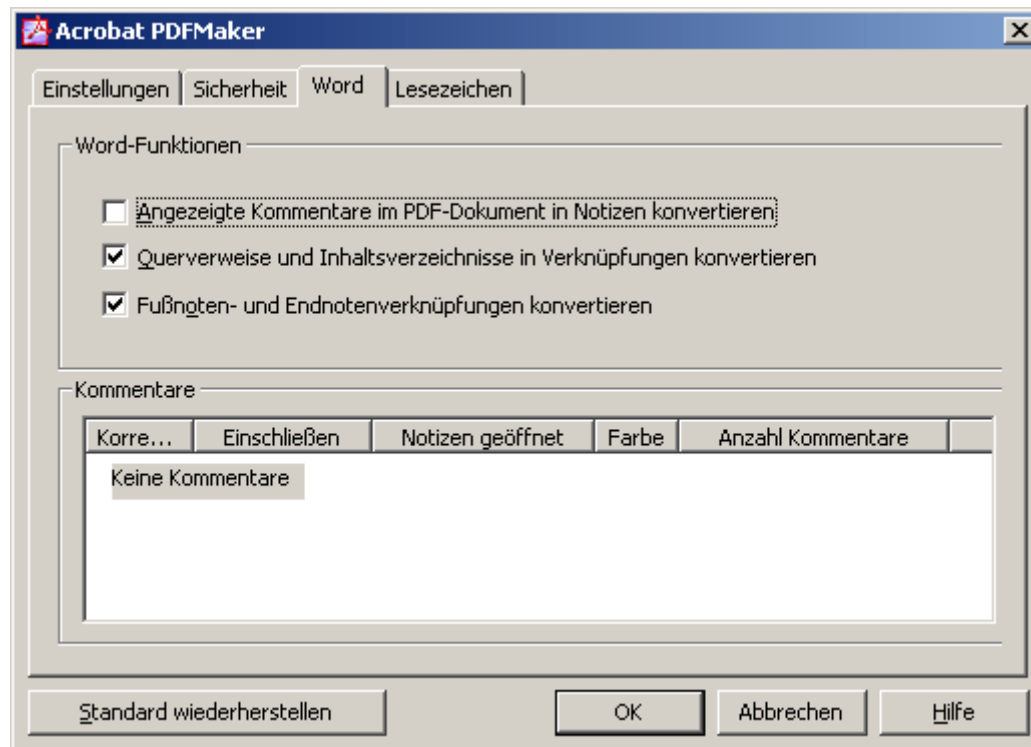 Acrobat PDFMaker
Einstellungen Sicherheit Word Lesezeichen
Word-Funktionen
Angezeigte Kommentare im PDF-Dokument in Notizen konvertieren
Querverweise und Inhaltsverzeichnisse in Verknüpfungen konvertieren
Fußnoten- und Endnotenverknüpfungen konvertieren
Kommentare
Korre... Einschließen Notizen geöffnet Farbe Anzahl Kommentare
Keine Kommentare
Standard wiederherstellen OK Abbrechen Hilfe